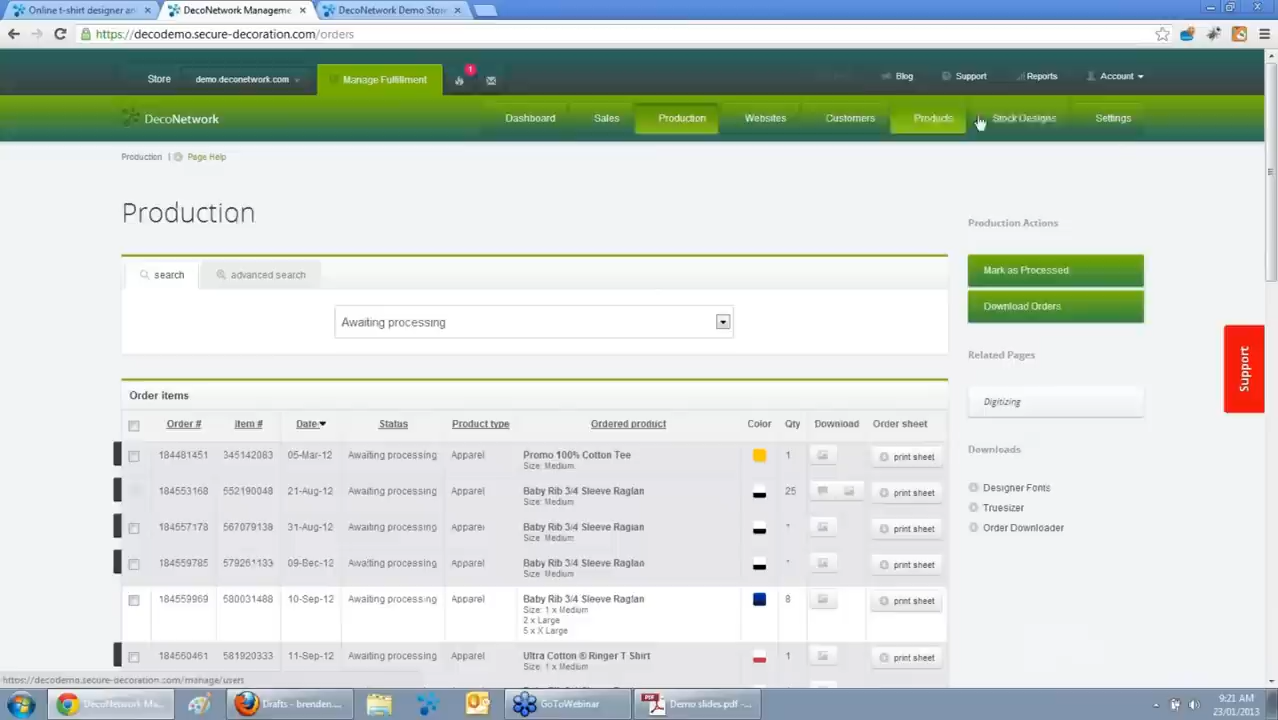 Online t-shirt designer an
DecoNetwork Manageme
DecoNetwork Demo Stor
https://decodemo.secure-decoration.com/orders
Store demo.deconetwork.com Manage Fulfillment 1 Blog Support Reports Account
DecoNetwork Dashboard Sales Production Websites Customers Products Stock Designs Settings
Production | Page Help
Production
search advanced search
Awaiting processing
Production Actions
Mark as Processed
Download Orders
Related Pages
Digitizing
Downloads
Designer Fonts
Truesizer
Order Downloader
Support
Order items
Order # Item # Date Status Product type Ordered product Color Qty Download Order sheet
184481451 345142083 05-Mar-12 Awaiting processing Apparel Promo 100% Cotton Tee 1 print sheet
Size: Medium
184553168 552190048 21-Aug-12 Awaiting processing Apparel Baby Rib 3/4 Sleeve Raglan 25 print sheet
Size: Medium
184557178 567079138 31-Aug-12 Awaiting processing Apparel Baby Rib 3/4 Sleeve Raglan print sheet
Size: Medium
184559785 579261133 Awaiting processing Apparel Baby Rib 3/4 Sleeve Raglan print sheet
Size: Medium
184559969 580031488 10-Sep-12 Awaiting processing Apparel Baby Rib 3/4 Sleeve Raglan 8 print sheet
Size: 1 x Medium
2 x Large
5 x X Large
184560461 581920333 11-Sep-12 Awaiting processing Apparel Ultra Cotton ® Ringer T Shirt 1 print sheet
Size: 1 x Medium
https://decodemo.secure-decoration.com/manage/users
DecoNetwork Ma...
Drafts - brenden....
GoToWebinar
Demo slides.pdf -...
9:21 AM
23/01/2013